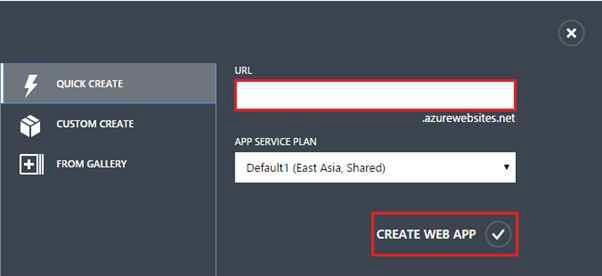 QUICK CREATE
CUSTOM CREATE
FROM GALLERY
URL
.azurewebsites.net
APP SERVICE PLAN
Default1 (East Asia, Shared)
CREATE WEB APP